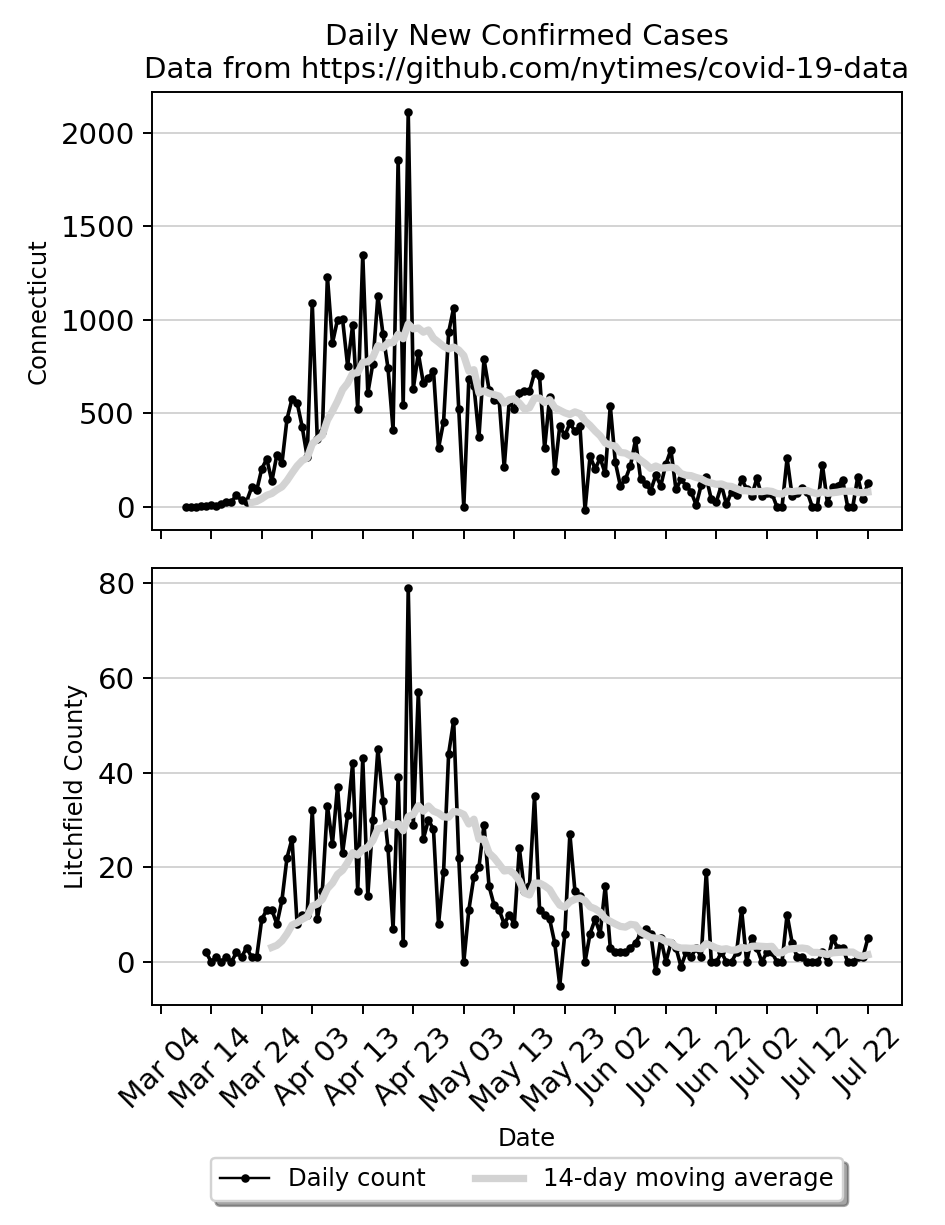 Daily New Confirmed Cases
Data from https://github.com/nytimes/covid-19-data
2000
1500
1000
500
0
Connecticut
80
60
40
20
0
Litchfield County
Mar 04 Mar 14 Mar 24 Apr 03 Apr 13 Apr 23 May 03 May 13 May 23 Jun 02 Jun 12 Jun 22 Jul 02 Jul 12 Jul 22
Date
Daily count 14-day moving average